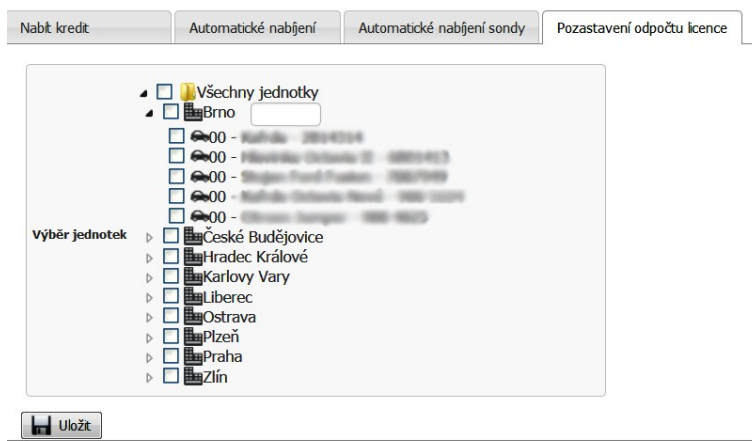 Nabít kredit
Automatické nabíjení
Automatické nabíjení sondy
Pozastavení odpočtu licence
Všechny jednotky
Brno
00 -
00 -
00 -
00 -
00 -
Výběr jednotek
České Budějovice
Hradec Králové
Karlovy Vary
Liberec
Ostrava
Plzeň
Praha
Zlín
Uložit